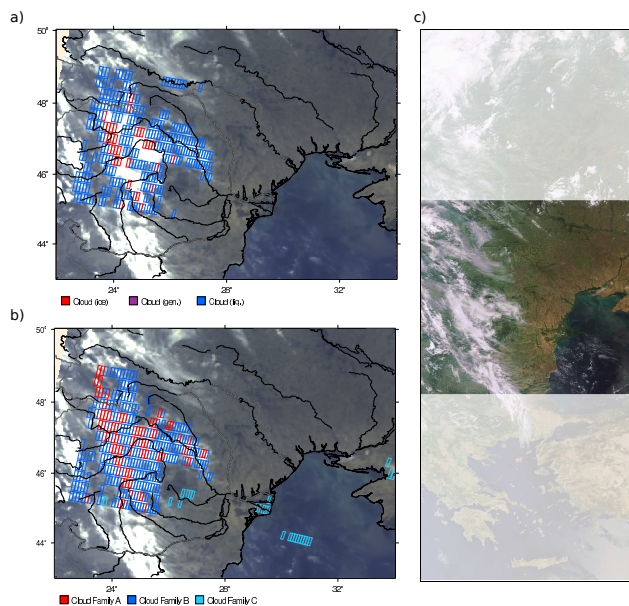 a)
c)
50°
48°
46°
44°
24°
28°
32°
Cloud (ice)
Cloud (gen.)
Cloud (liq.)
b)
50°
48°
46°
44°
24°
28°
32°
Cloud Family A
Cloud Family B
Cloud Family C